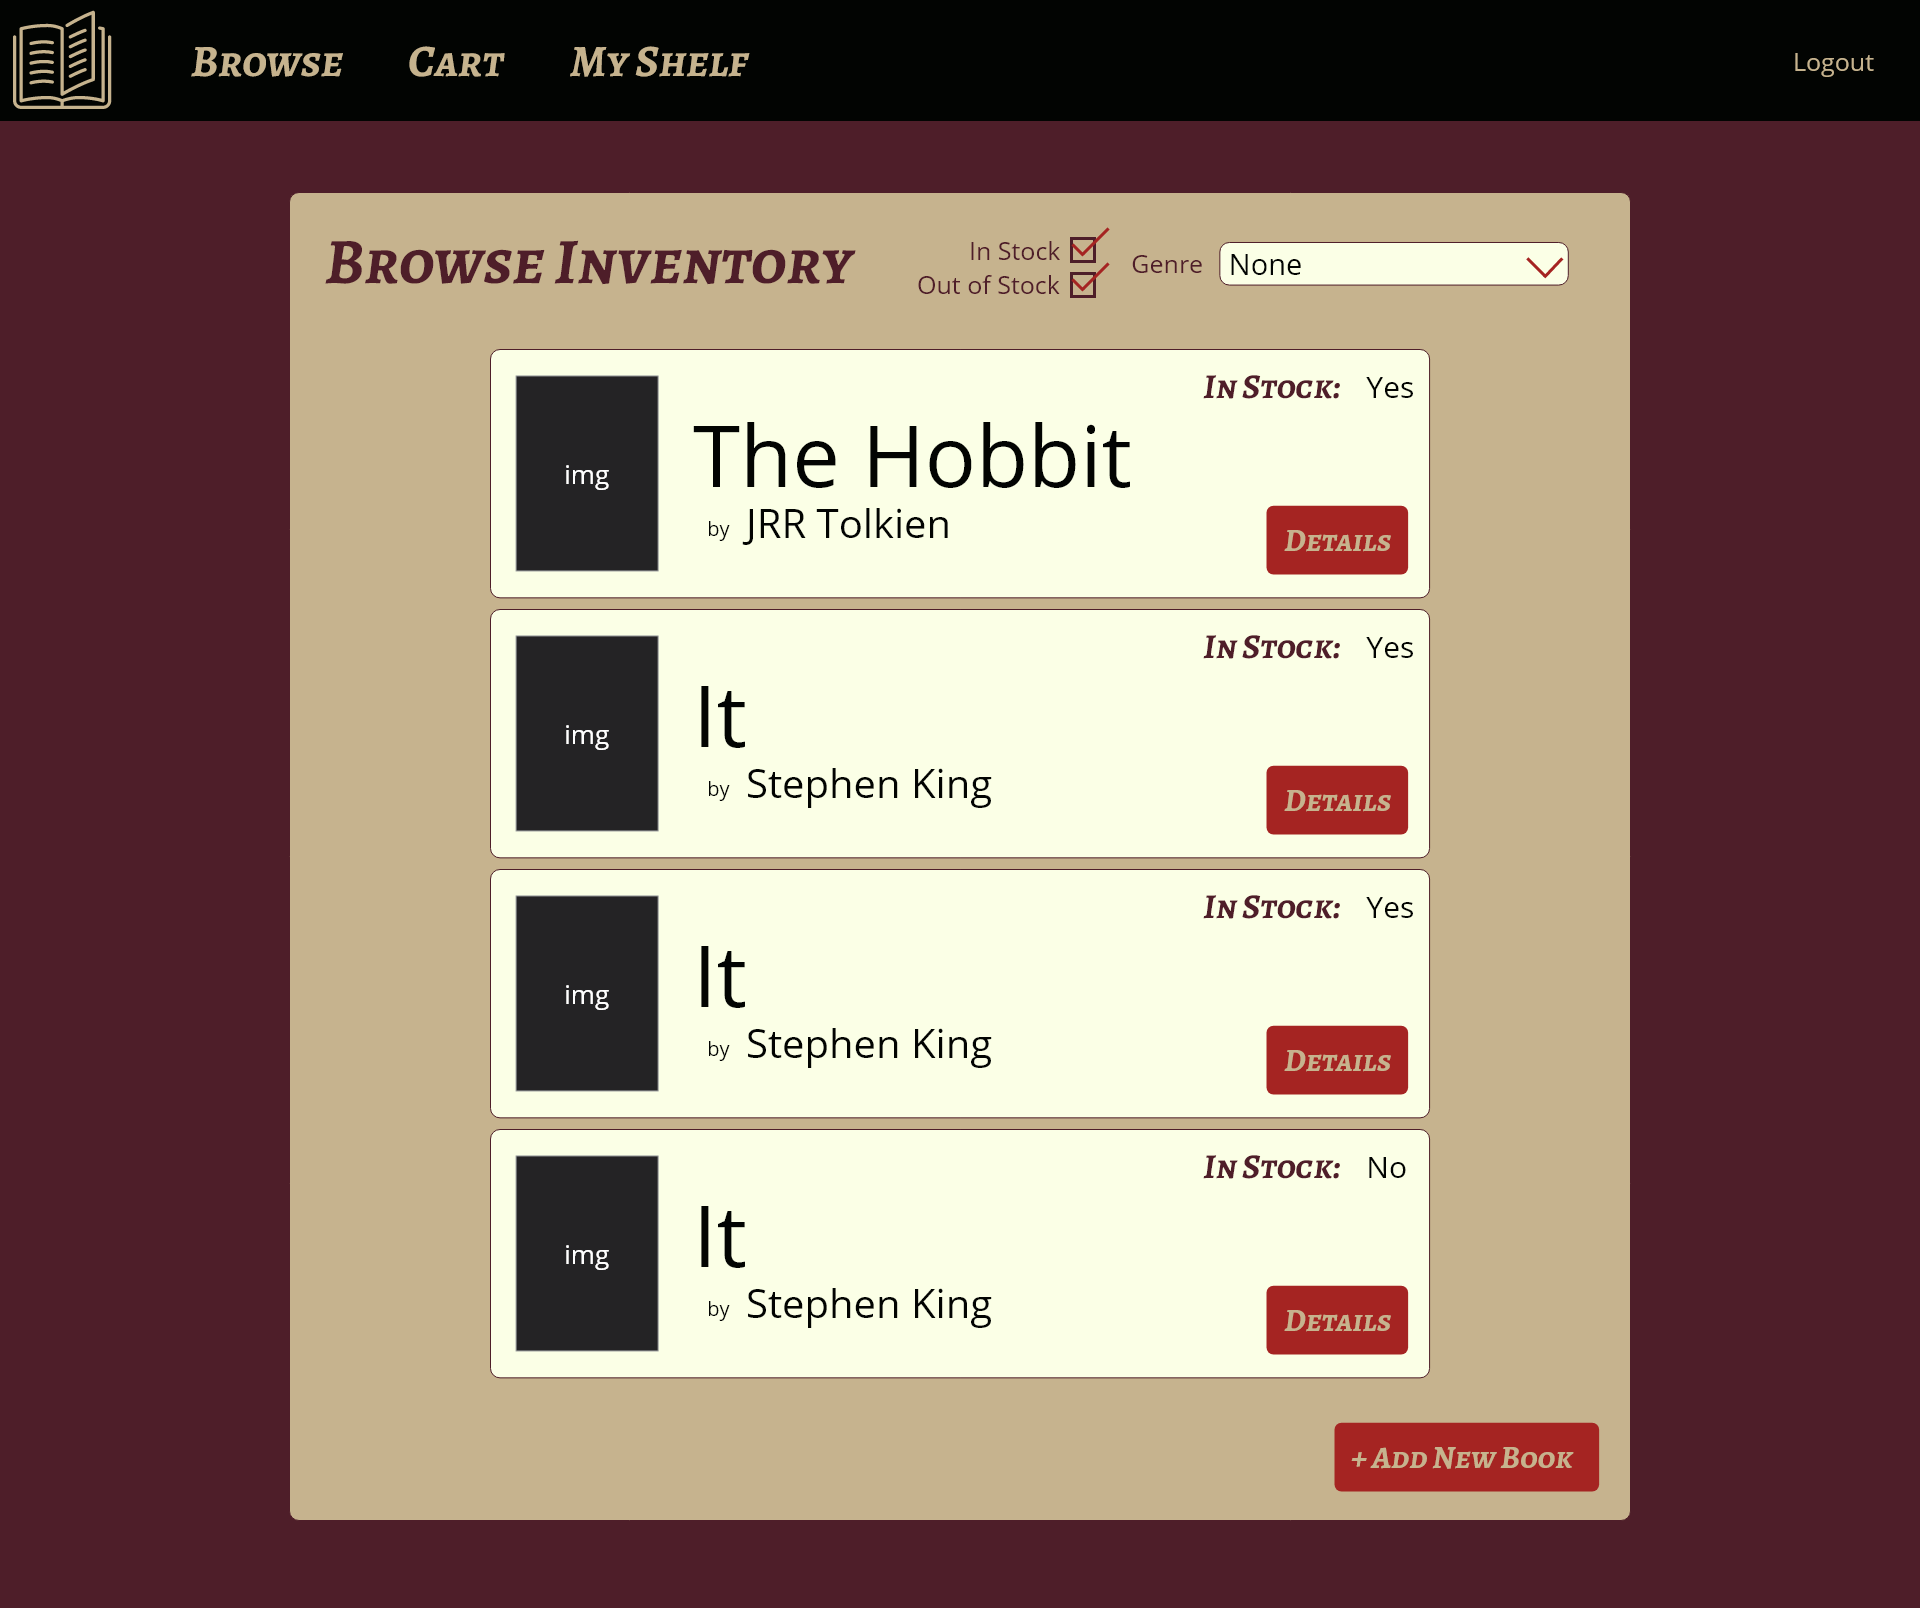 Browse Cart My Shelf Logout
Browse Inventory
In Stock
Out of Stock
Genre None
In Stock: Yes
img
The Hobbit
by JRR Tolkien
Details
In Stock: Yes
img
It
by Stephen King
Details
In Stock: Yes
img
It
by Stephen King
Details
In Stock: No
img
It
by Stephen King
Details
+ Add New Book